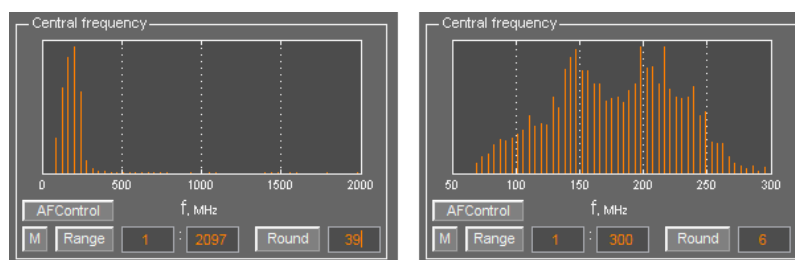 Central frequency
0 500 1000 1500 2000
f, MHz
AFControl
M Range 1 : 2097 Round 39
Central frequency
50 100 150 200 250 300
f, MHz
AFControl
M Range 1 : 300 Round 6